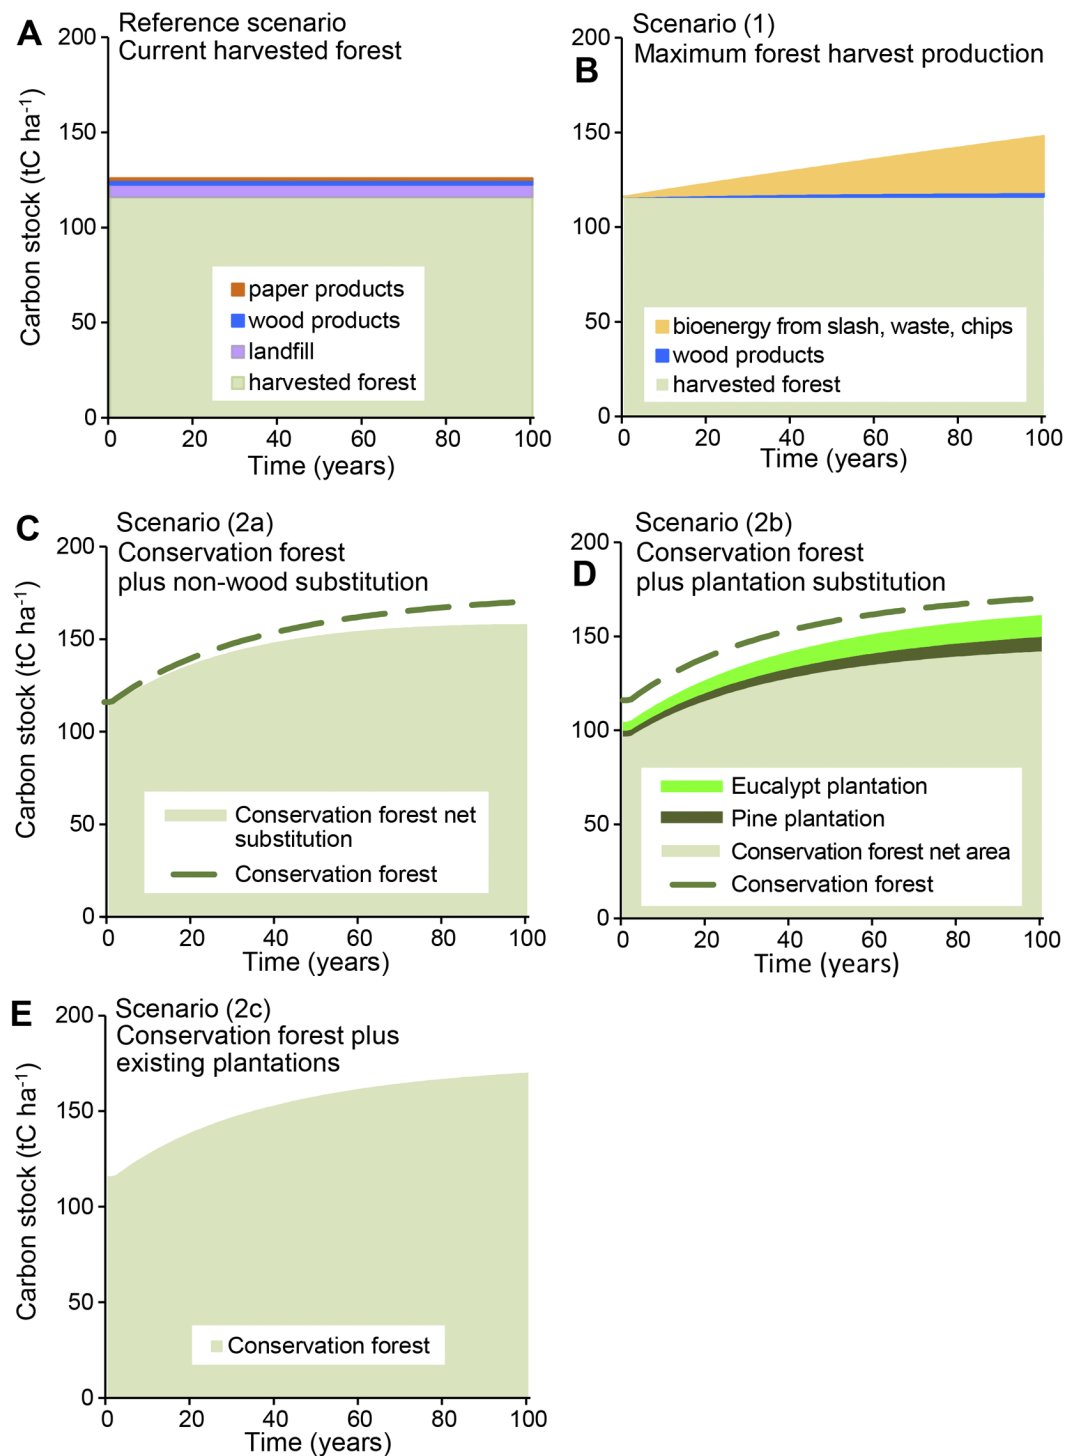 A
Reference scenario
Current harvested forest
Carbon stock (tC ha⁻¹)
200
150
100
50
0
paper products
wood products
landfill
harvested forest
0 20 40 60 80 100
Time (years)
B
Scenario (1)
Maximum forest harvest production
200
150
100
50
0
bioenergy from slash, waste, chips
wood products
harvested forest
0 20 40 60 80 100
Time (years)
C
Scenario (2a)
Conservation forest
plus non-wood substitution
Carbon stock (tC ha⁻¹)
200
150
100
50
0
Conservation forest net
substitution
Conservation forest
0 20 40 60 80 100
Time (years)
D
Scenario (2b)
Conservation forest
plus plantation substitution
200
150
100
50
0
Eucalypt plantation
Pine plantation
Conservation forest net area
Conservation forest
0 20 40 60 80 100
Time (years)
E
Scenario (2c)
Conservation forest plus
existing plantations
Carbon stock (tC ha⁻¹)
200
150
100
50
0
Conservation forest
0 20 40 60 80 100
Time (years)